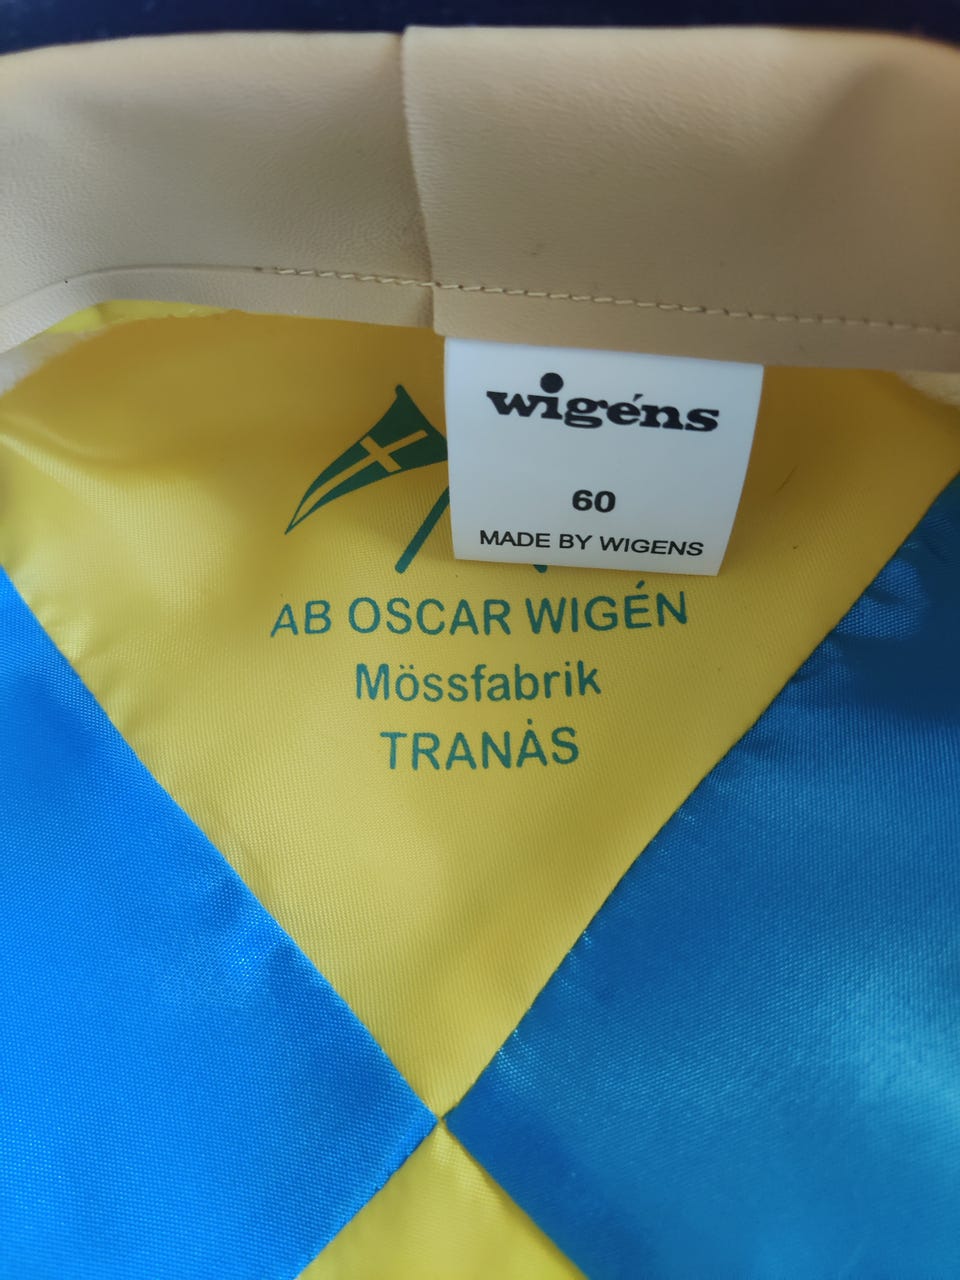 wigéns
60
MADE BY WIGENS
AB OSCAR WIGÉN
Mössfabrik
TRANÅS